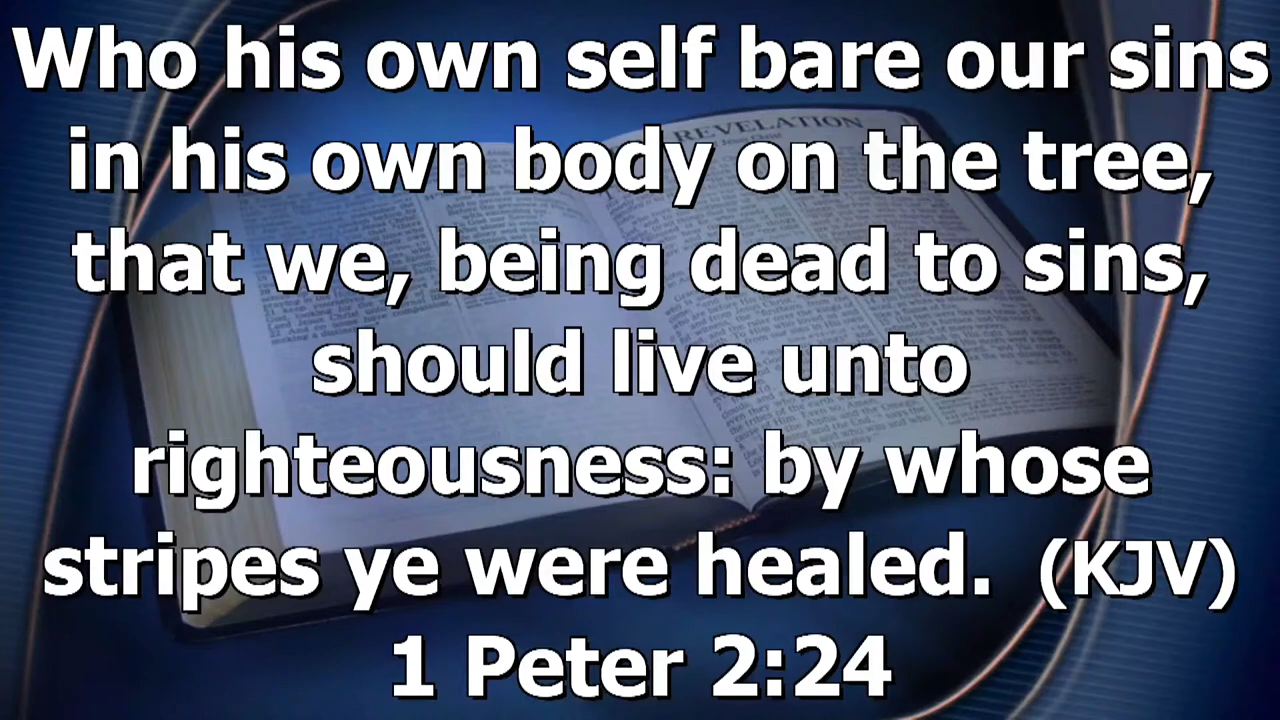 Who his own self bare our sins
in his own body on the tree,
that we, being dead to sins,
should live unto
righteousness: by whose
stripes ye were healed.  (KJV)
1 Peter 2:24
REVELATION